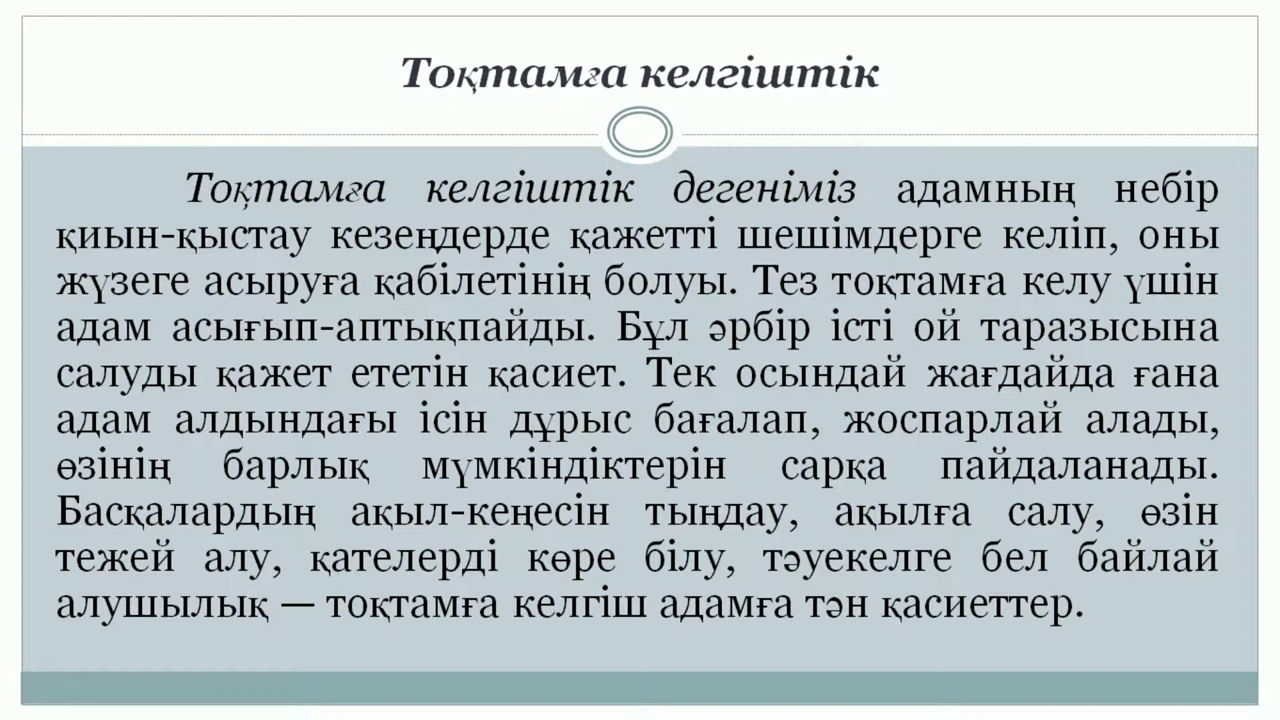 Тоқтамға келгіштік
Тоқтамға келгіштік дегеніміз адамның небір
қиын-қыстау кезеңдерде қажетті шешімдерге келіп, оны
жүзеге асыруға қабілетінің болуы. Тез тоқтамға келу үшін
адам асығып-аптықпайды. Бұл әрбір істі ой таразысына
салуды қажет ететін қасиет. Тек осындай жағдайда ғана
адам алдындағы ісін дұрыс бағалап, жоспарлай алады,
өзінің барлық мүмкіндіктерін сарқа пайдаланады.
Басқалардың ақыл-кеңесін тыңдау, ақылға салу, өзін
тежей алу, қателерді көре білу, тәуекелге бел байлай
алушылық — тоқтамға келгіш адамға тән қасиеттер.